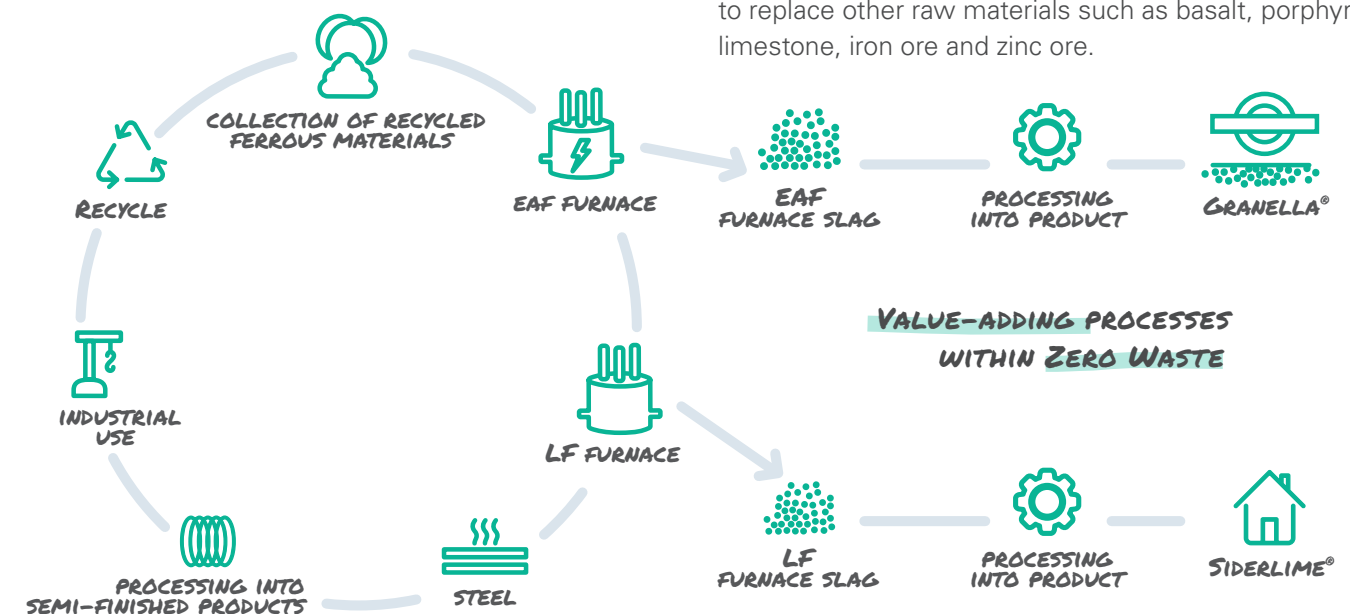 to replace other raw materials such as basalt,
limestone, iron ore and zinc ore.
COLLECTION OF RECYCLED
FERROUS MATERIALS
RECYCLE
EAF FURNACE
EAF
FURNACE SLAG
PROCESSING
INTO PRODUCT
GRANELLA®
VALUE-ADDING PROCESSES
WITHIN ZERO WASTE
INDUSTRIAL
USE
LF FURNACE
LF
FURNACE SLAG
PROCESSING
INTO PRODUCT
SIDERLIME®
STEEL
PROCESSING INTO
SEMI-FINISHED PRODUCTS